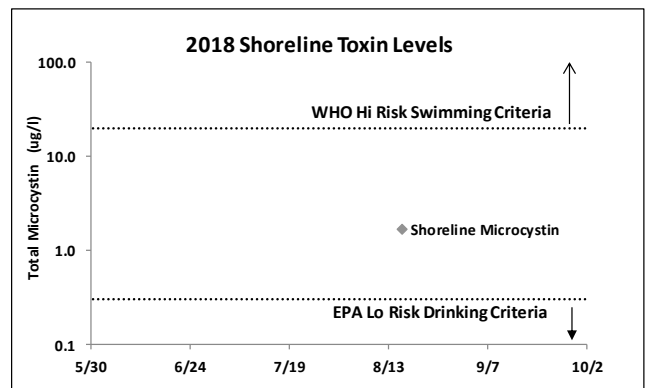 2018 Shoreline Toxin Levels
Total Microcystin (ug/l)
100.0
WHO Hi Risk Swimming Criteria
10.0
Shoreline Microcystin
1.0
EPA Lo Risk Drinking Criteria
0.1
5/30 6/24 7/19 8/13 9/7 10/2